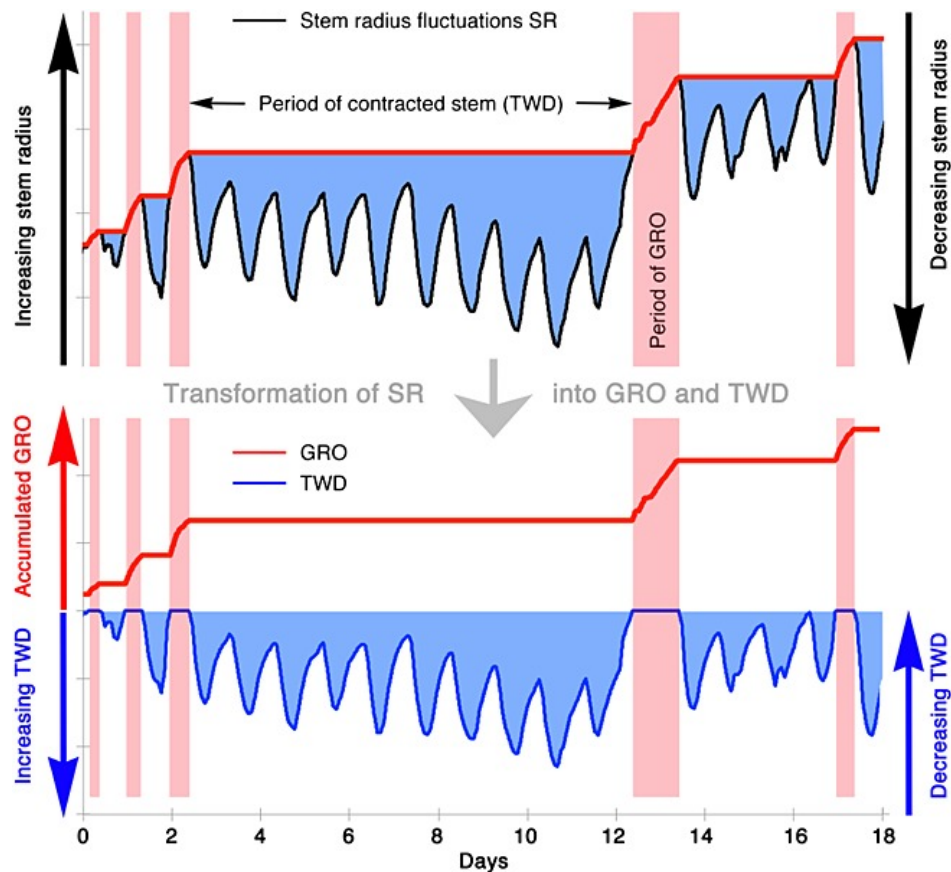 Stem radius fluctuations SR
Period of contracted stem (TWD)
Increasing stem radius
Period of GRO
Decreasing stem radius
Transformation of SR into GRO and TWD
GRO
TWD
Accumulated GRO
Increasing TWD
Decreasing TWD
0 2 4 6 8 10 12 14 16 18
Days